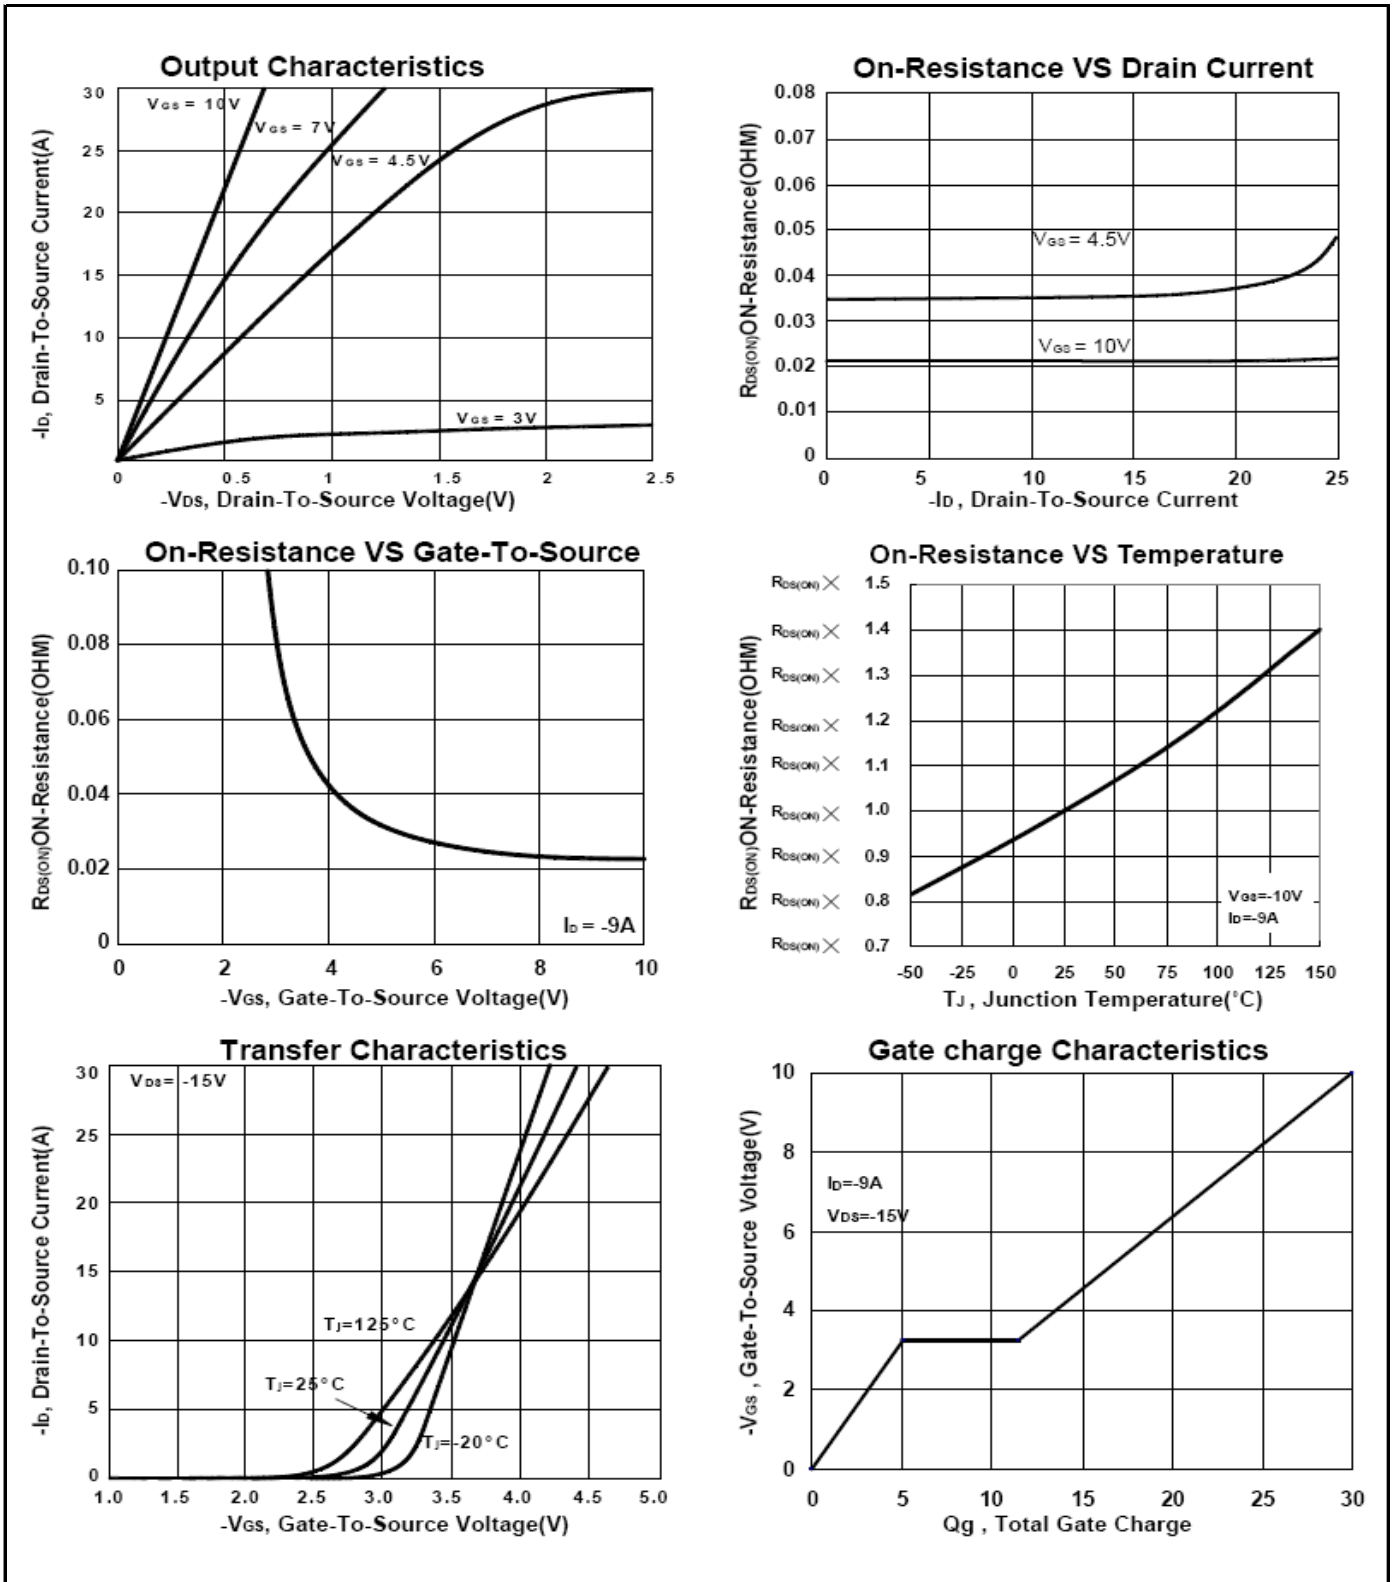 Output Characteristics
-ID, Drain-To-Source Current(A)
30
25
20
15
10
5
VGS = 10V
VGS = 7V
VGS = 4.5V
VGS = 3V
0 0.5 1 1.5 2 2.5
-VDS, Drain-To-Source Voltage(V)
On-Resistance VS Drain Current
RDS(ON)ON-Resistance(OHM)
0.08
0.07
0.06
0.05
0.04
0.03
0.02
0.01
0
VGS = 4.5V
VGS = 10V
0 5 10 15 20 25
-ID , Drain-To-Source Current
On-Resistance VS Gate-To-Source
RDS(ON)ON-Resistance(OHM)
0.10
0.08
0.06
0.04
0.02
0
ID = -9A
0 2 4 6 8 10
-VGS, Gate-To-Source Voltage(V)
On-Resistance VS Temperature
RDS(ON)ON-Resistance(OHM)
RDS(ON) × 1.5
RDS(ON) × 1.4
RDS(ON) × 1.3
RDS(ON) × 1.2
RDS(ON) × 1.1
RDS(ON) × 1.0
RDS(ON) × 0.9
RDS(ON) × 0.8
RDS(ON) × 0.7
VGS=-10V
ID=-9A
-50 -25 0 25 50 75 100 125 150
TJ , Junction Temperature(°C)
Transfer Characteristics
-ID, Drain-To-Source Current(A)
30
25
20
15
10
5
0
VDS= -15V
TJ=125°C
TJ=25°C
TJ=-20°C
1.0 1.5 2.0 2.5 3.0 3.5 4.0 4.5 5.0
-VGS, Gate-To-Source Voltage(V)
Gate charge Characteristics
-VGS , Gate-To-Source Voltage(V)
10
8
6
4
2
0
ID=-9A
VDS=-15V
0 5 10 15 20 25 30
Qg , Total Gate Charge